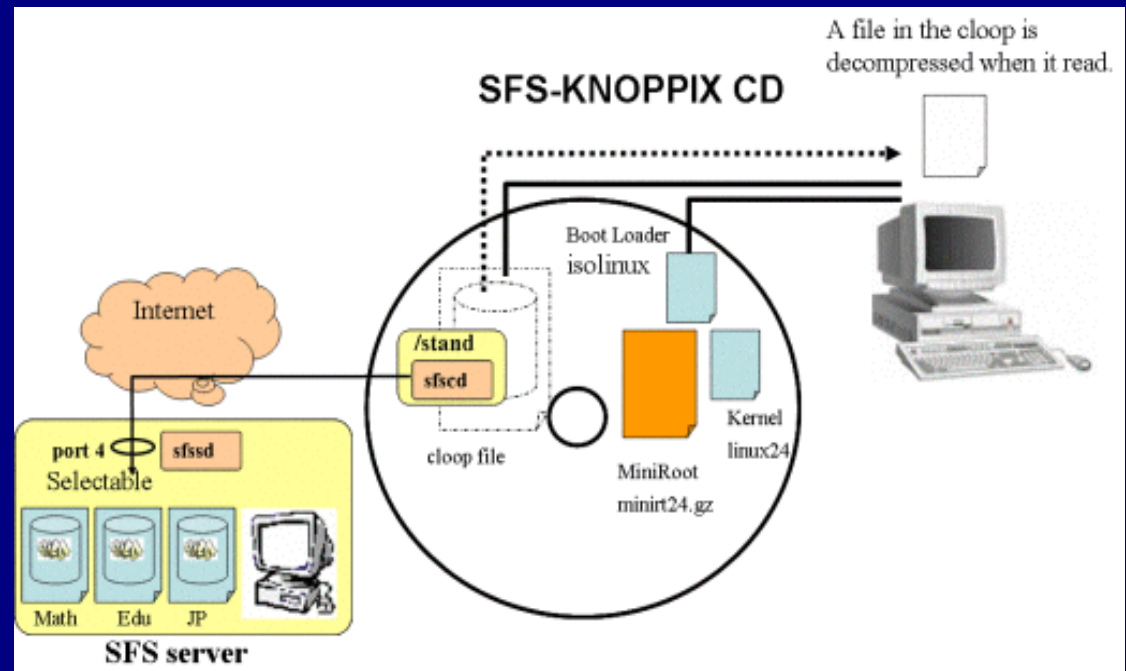 A file in the cloop is
decompressed when it read.
SFS-KNOPPIX CD
Boot Loader
isolinux
Internet
/stand
sfscd
port 4
sfssd
Selectable
cloop file
Kernel
linux24
MiniRoot
minirt24.gz
Math Edu JP
SFS server